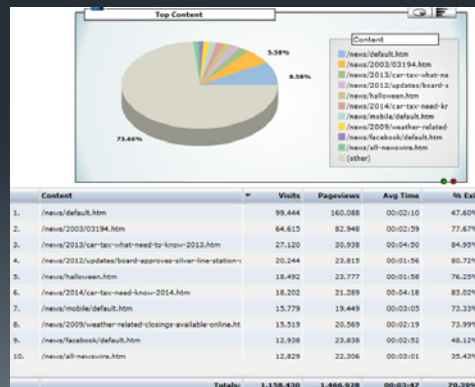 Top Content
Content
5.58%
8.58%
73.66%
/news/default.htm
/news/2003/03194.htm
/news/2013/car-tax-what-ne
/news/2012/updates/board-a
/news/halloween.htm
/news/2014/car-tax-need-kr
/news/mobile/default.htm
/news/2009/weather-related-
/news/facebook/default.htm
/news/all-newswire.htm
(other)
Content Visits Pageviews Avg Time % Exi
1. /news/default.htm 99,444 160,088 00:02:10 47.60%
2. /news/2003/03194.htm 64,615 82,948 00:02:59 77.67%
3. /news/2013/car-tax-what-need-to-know-2013.htm 27,120 30,938 00:04:50 84.95%
4. /news/2012/updates/board-approves-silver-line-station- 20,244 23,815 00:01:56 80.72%
5. /news/halloween.htm 18,492 23,777 00:01:58 76.25%
6. /news/2014/car-tax-need-know-2014.htm 18,202 21,289 00:04:18 83.02%
7. /news/mobile/default.htm 15,779 19,449 00:03:05 73.33%
8. /news/2009/weather-related-closings-available-online.ht 15,519 20,569 00:02:19 73.99%
9. /news/facebook/default.htm 12,938 23,838 00:02:52 48.12%
10. /news/all-newswire.htm 12,829 22,306 00:03:01 35.43%
Totals: 1,158,430 1,466,928 00:03:47 70.39%